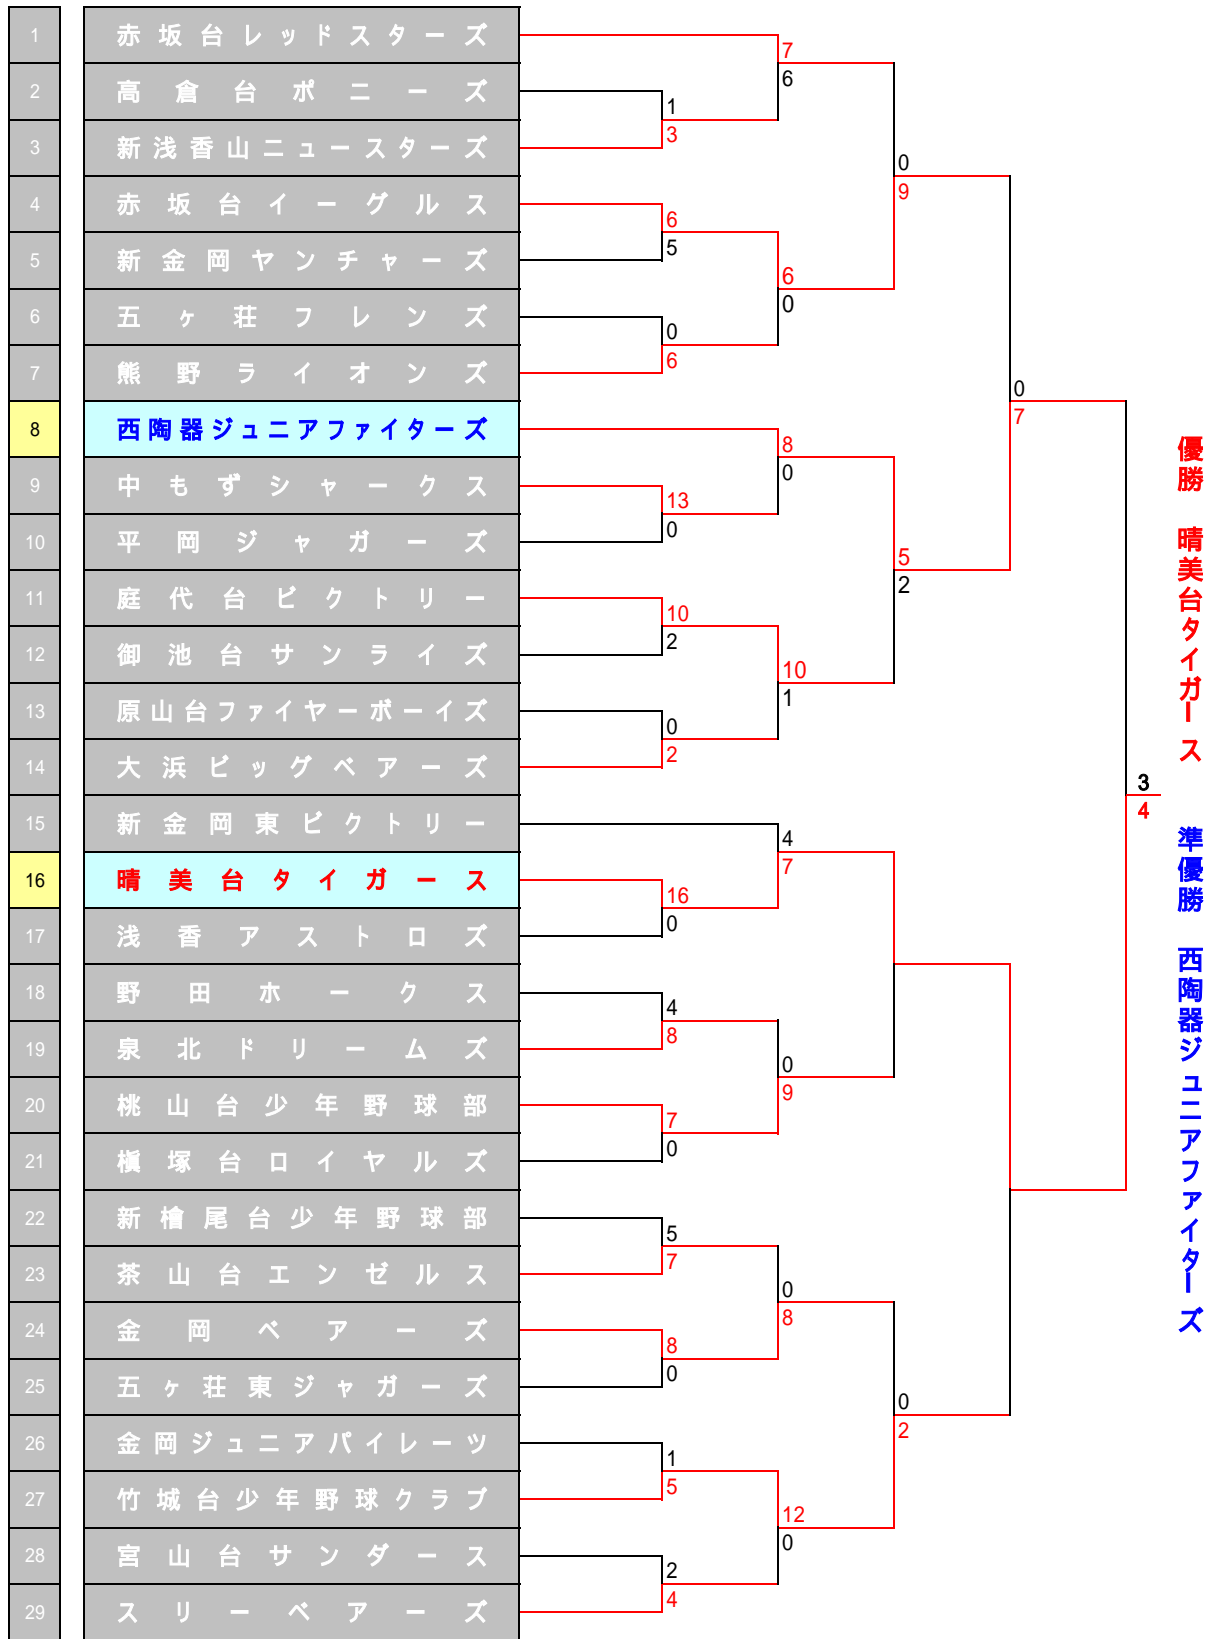 1 赤坂台レッドスターズ
2 高倉台ポニーズ
3 新浅香山ニュースターズ
4 赤坂台イーグルス
5 新金岡ヤンチャーズ
6 五ヶ荘フレンズ
7 熊野ライオンズ
8 西陶器ジュニアファイターズ
9 中もずシャークス
10 平岡ジャガーズ
11 庭代台ビクトリー
12 御池台サンライズ
13 原山台ファイヤーボーイズ
14 大浜ビッグベアーズ
15 新金岡東ビクトリー
16 晴美台タイガース
17 浅香アストロズ
18 野田ホークス
19 泉北ドリームズ
20 桃山台少年野球部
21 槇塚台ロイヤルズ
22 新檜尾台少年野球部
23 茶山台エンゼルス
24 金岡ベアーズ
25 五ヶ荘東ジャガーズ
26 金岡ジュニアパイレーツ
27 竹城台少年野球クラブ
28 宮山台サンダース
29 スリーベアーズ
1
3
6
5
0
6
13
0
10
2
0
2
16
0
4
8
7
0
5
7
8
0
1
5
2
4
7
6
6
0
8
0
10
1
4
7
0
9
0
8
12
0
0
9
5
2
0
2
0
7
3
4
優勝 晴美台タイガース 準優勝 西陶器ジュニアファイターズ